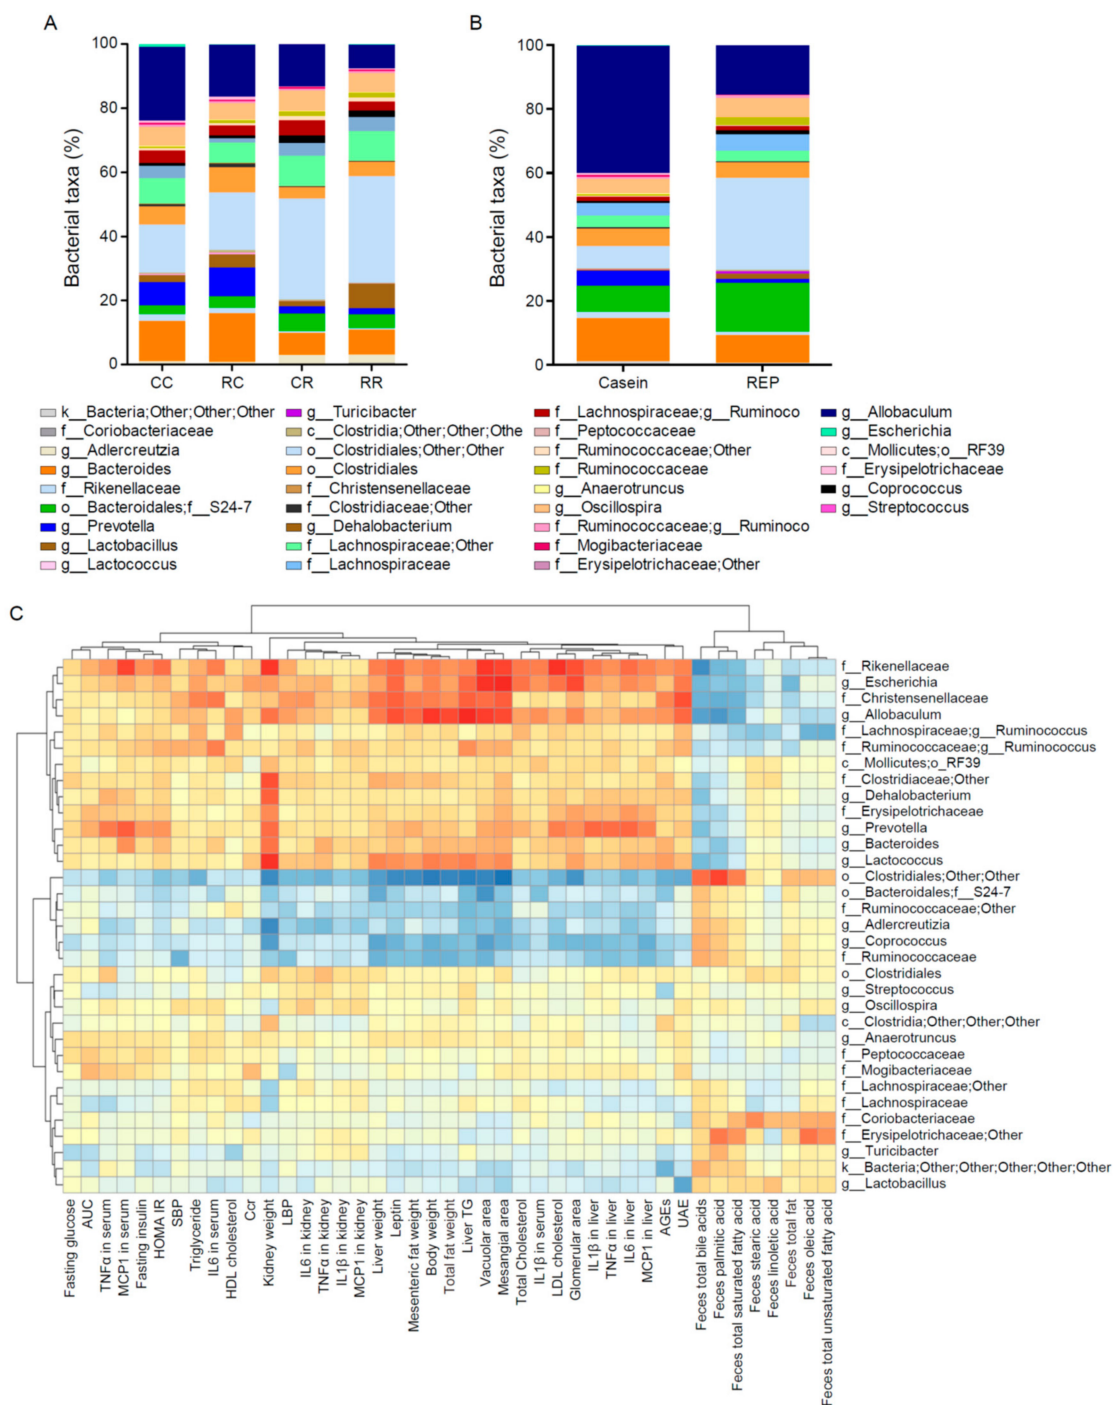 A
B
100
80
60
40
20
0
Bacterial taxa (%)
CC
RC
CR
RR
100
80
60
40
20
0
Bacterial taxa (%)
Casein
REP
k__Bacteria;Other;Other;Other
f__Coriobacteriaceae
g__Adlercreutzia
g__Bacteroides
f__Rikenellaceae
o__Bacteroidales;f__S24-7
g__Prevotella
g__Lactobacillus
g__Lactococcus
g__Turicibacter
c__Clostridia;Other;Other;Othe
o__Clostridiales;Other;Other
o__Clostridiales
f__Christensenellaceae
f__Clostridiaceae;Other
g__Dehalobacterium
f__Lachnospiraceae;Other
f__Lachnospiraceae
f__Lachnospiraceae;g__Ruminoco
f__Peptococcaceae
f__Ruminococcaceae;Other
f__Ruminococcaceae
g__Anaerotruncus
g__Oscillospira
f__Ruminococcaceae;g__Ruminoco
f__Mogibacteriaceae
f__Erysipelotrichaceae;Other
g__Allobaculum
g__Escherichia
c__Mollicutes;o__RF39
f__Erysipelotrichaceae
g__Coprococcus
g__Streptococcus
C
f__Rikenellaceae
g__Escherichia
f__Christensenellaceae
g__Allobaculum
f__Lachnospiraceae;g__Ruminococcus
f__Ruminococcaceae;g__Ruminococcus
c__Mollicutes;o_RF39
f__Clostridiaceae;Other
g__Dehalobacterium
f__Erysipelotrichaceae
g__Prevotella
g__Bacteroides
g__Lactococcus
o__Clostridiales;Other;Other
o__Bacteroidales;f__S24-7
f__Ruminococcaceae;Other
g__Adlercreutizia
g__Coprococcus
f__Ruminococcaceae
o__Clostridiales
g__Streptococcus
g__Oscillospira
c__Clostridia;Other;Other;Other
g__Anaerotruncus
f__Peptococcaceae
f__Mogibacteriaceae
f__Lachnospiraceae;Other
f__Lachnospiraceae
f__Coriobacteriaceae
f__Erysipelotrichaceae;Other
g__Turicibacter
k__Bacteria;Other;Other;Other;Other;Other
g__Lactobacillus
Fasting glucose
AUC
TNFα in serum
MCP1 in serum
Fasting insulin
HOMA IR
SBP
Triglyceride
IL6 in serum
HDL cholesterol
Ccr
Kidney weight
LBP
IL6 in kidney
TNFα in kidney
IL1β in kidney
MCP1 in kidney
Liver weight
Leptin
Mesenteric fat weight
Body weight
Total fat weight
Liver TG
Vacuolar area
Mesangial area
Total Cholesterol
IL1β in serum
LDL cholesterol
Glomerular area
IL1β in liver
TNFα in liver
IL6 in liver
MCP1 in liver
AGEs
UAE
Feces total bile acids
Feces palmitic acid
Feces total saturated fatty acid
Feces stearic acid
Feces linoletic acid
Feces total fat
Feces oleic acid
Feces total unsaturated fatty acid